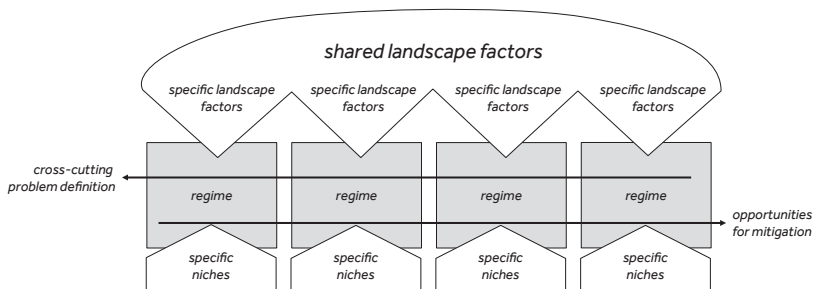 shared landscape factors
specific landscape
factors
specific landscape
factors
specific landscape
factors
specific landscape
factors
cross-cutting
problem definition
regime
regime
regime
regime
opportunities
for mitigation
specific
niches
specific
niches
specific
niches
specific
niches